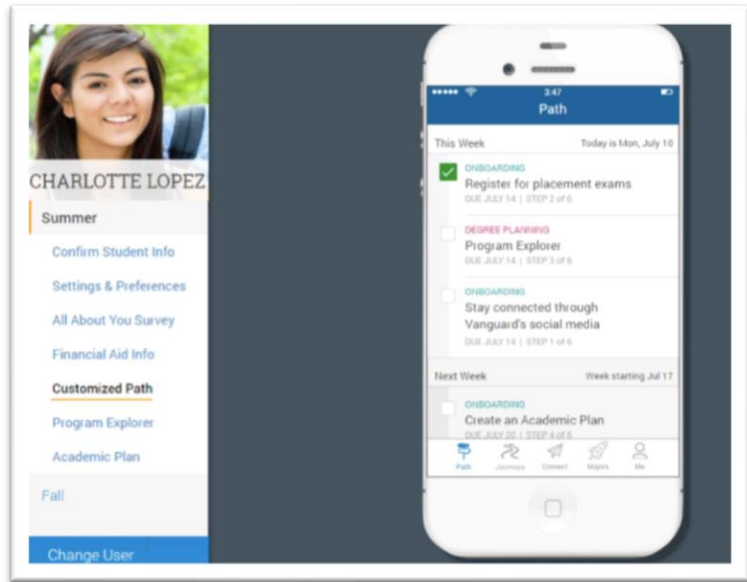 CHARLOTTE LOPEZ
Summer
Confirm Student Info
Settings & Preferences
All About You Survey
Financial Aid Info
Customized Path
Program Explorer
Academic Plan
Fall
Change User
3:47
Path
This Week Today is Mon, July 10
ONBOARDING
Register for placement exams
DUE JULY 14 | STEP 2 of 6
DEGREE PLANNING
Program Explorer
DUE JULY 14 | STEP 3 of 6
ONBOARDING
Stay connected through
Vanguard's social media
DUE JULY 14 | STEP 1 of 6
Next Week Week starting Jul 17
ONBOARDING
Create an Academic Plan
DUE JULY 20 | STEP 4 of 6
Path Journeys Connect Majors Me